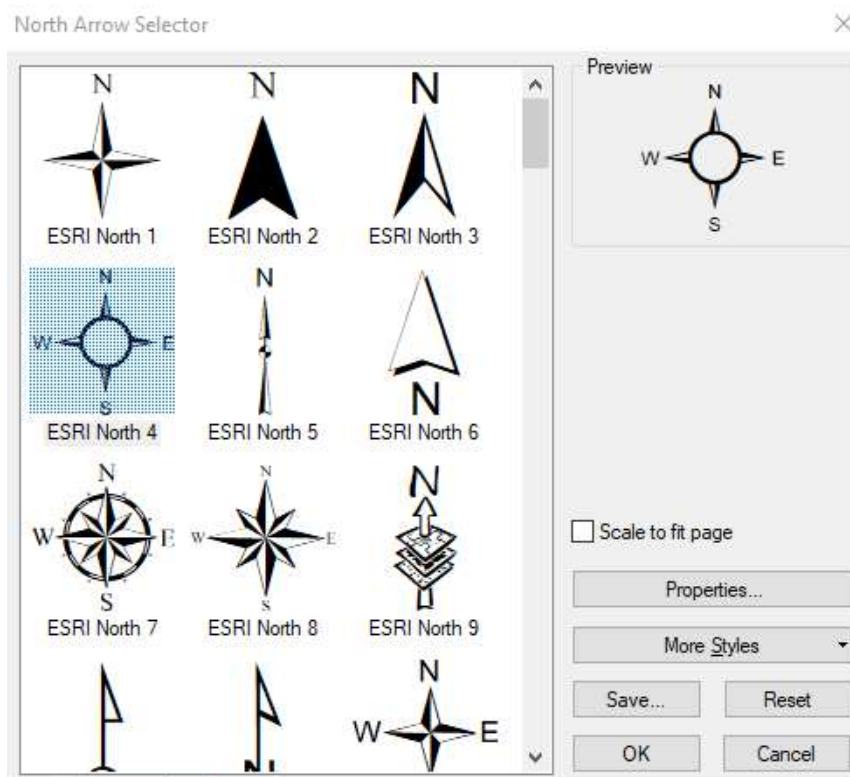 North Arrow Selector
N
N
N
ESRI North 1
ESRI North 2
ESRI North 3
N
W
E
S
N
N
ESRI North 4
ESRI North 5
ESRI North 6
N
W
E
S
N
W
E
S
N
ESRI North 7
ESRI North 8
ESRI North 9
N
W
E
Preview
N
W
E
S
Scale to fit page
Properties...
More Styles
Save...
Reset
OK
Cancel